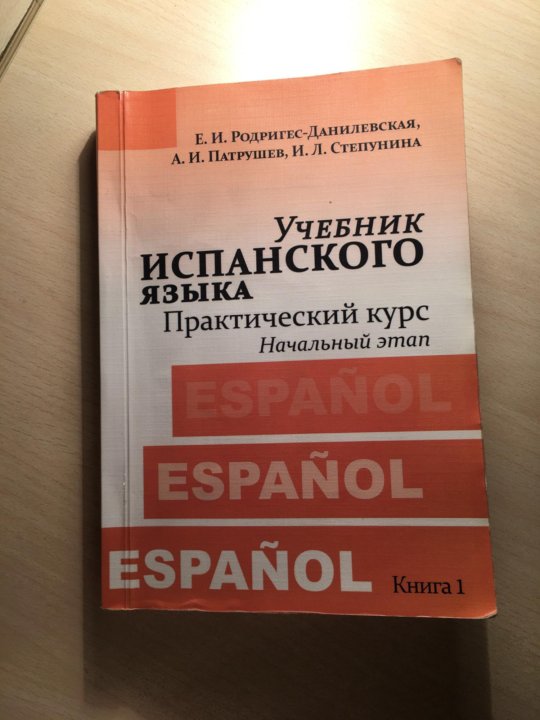 Е. И. Родригес-Данилевская,
А. И. Патрушев, И. Л. Степунина
Учебник
испанского
языка
Практический курс
Начальный этап
ESPAÑOL
ESPAÑOL
ESPAÑOL
Книга 1